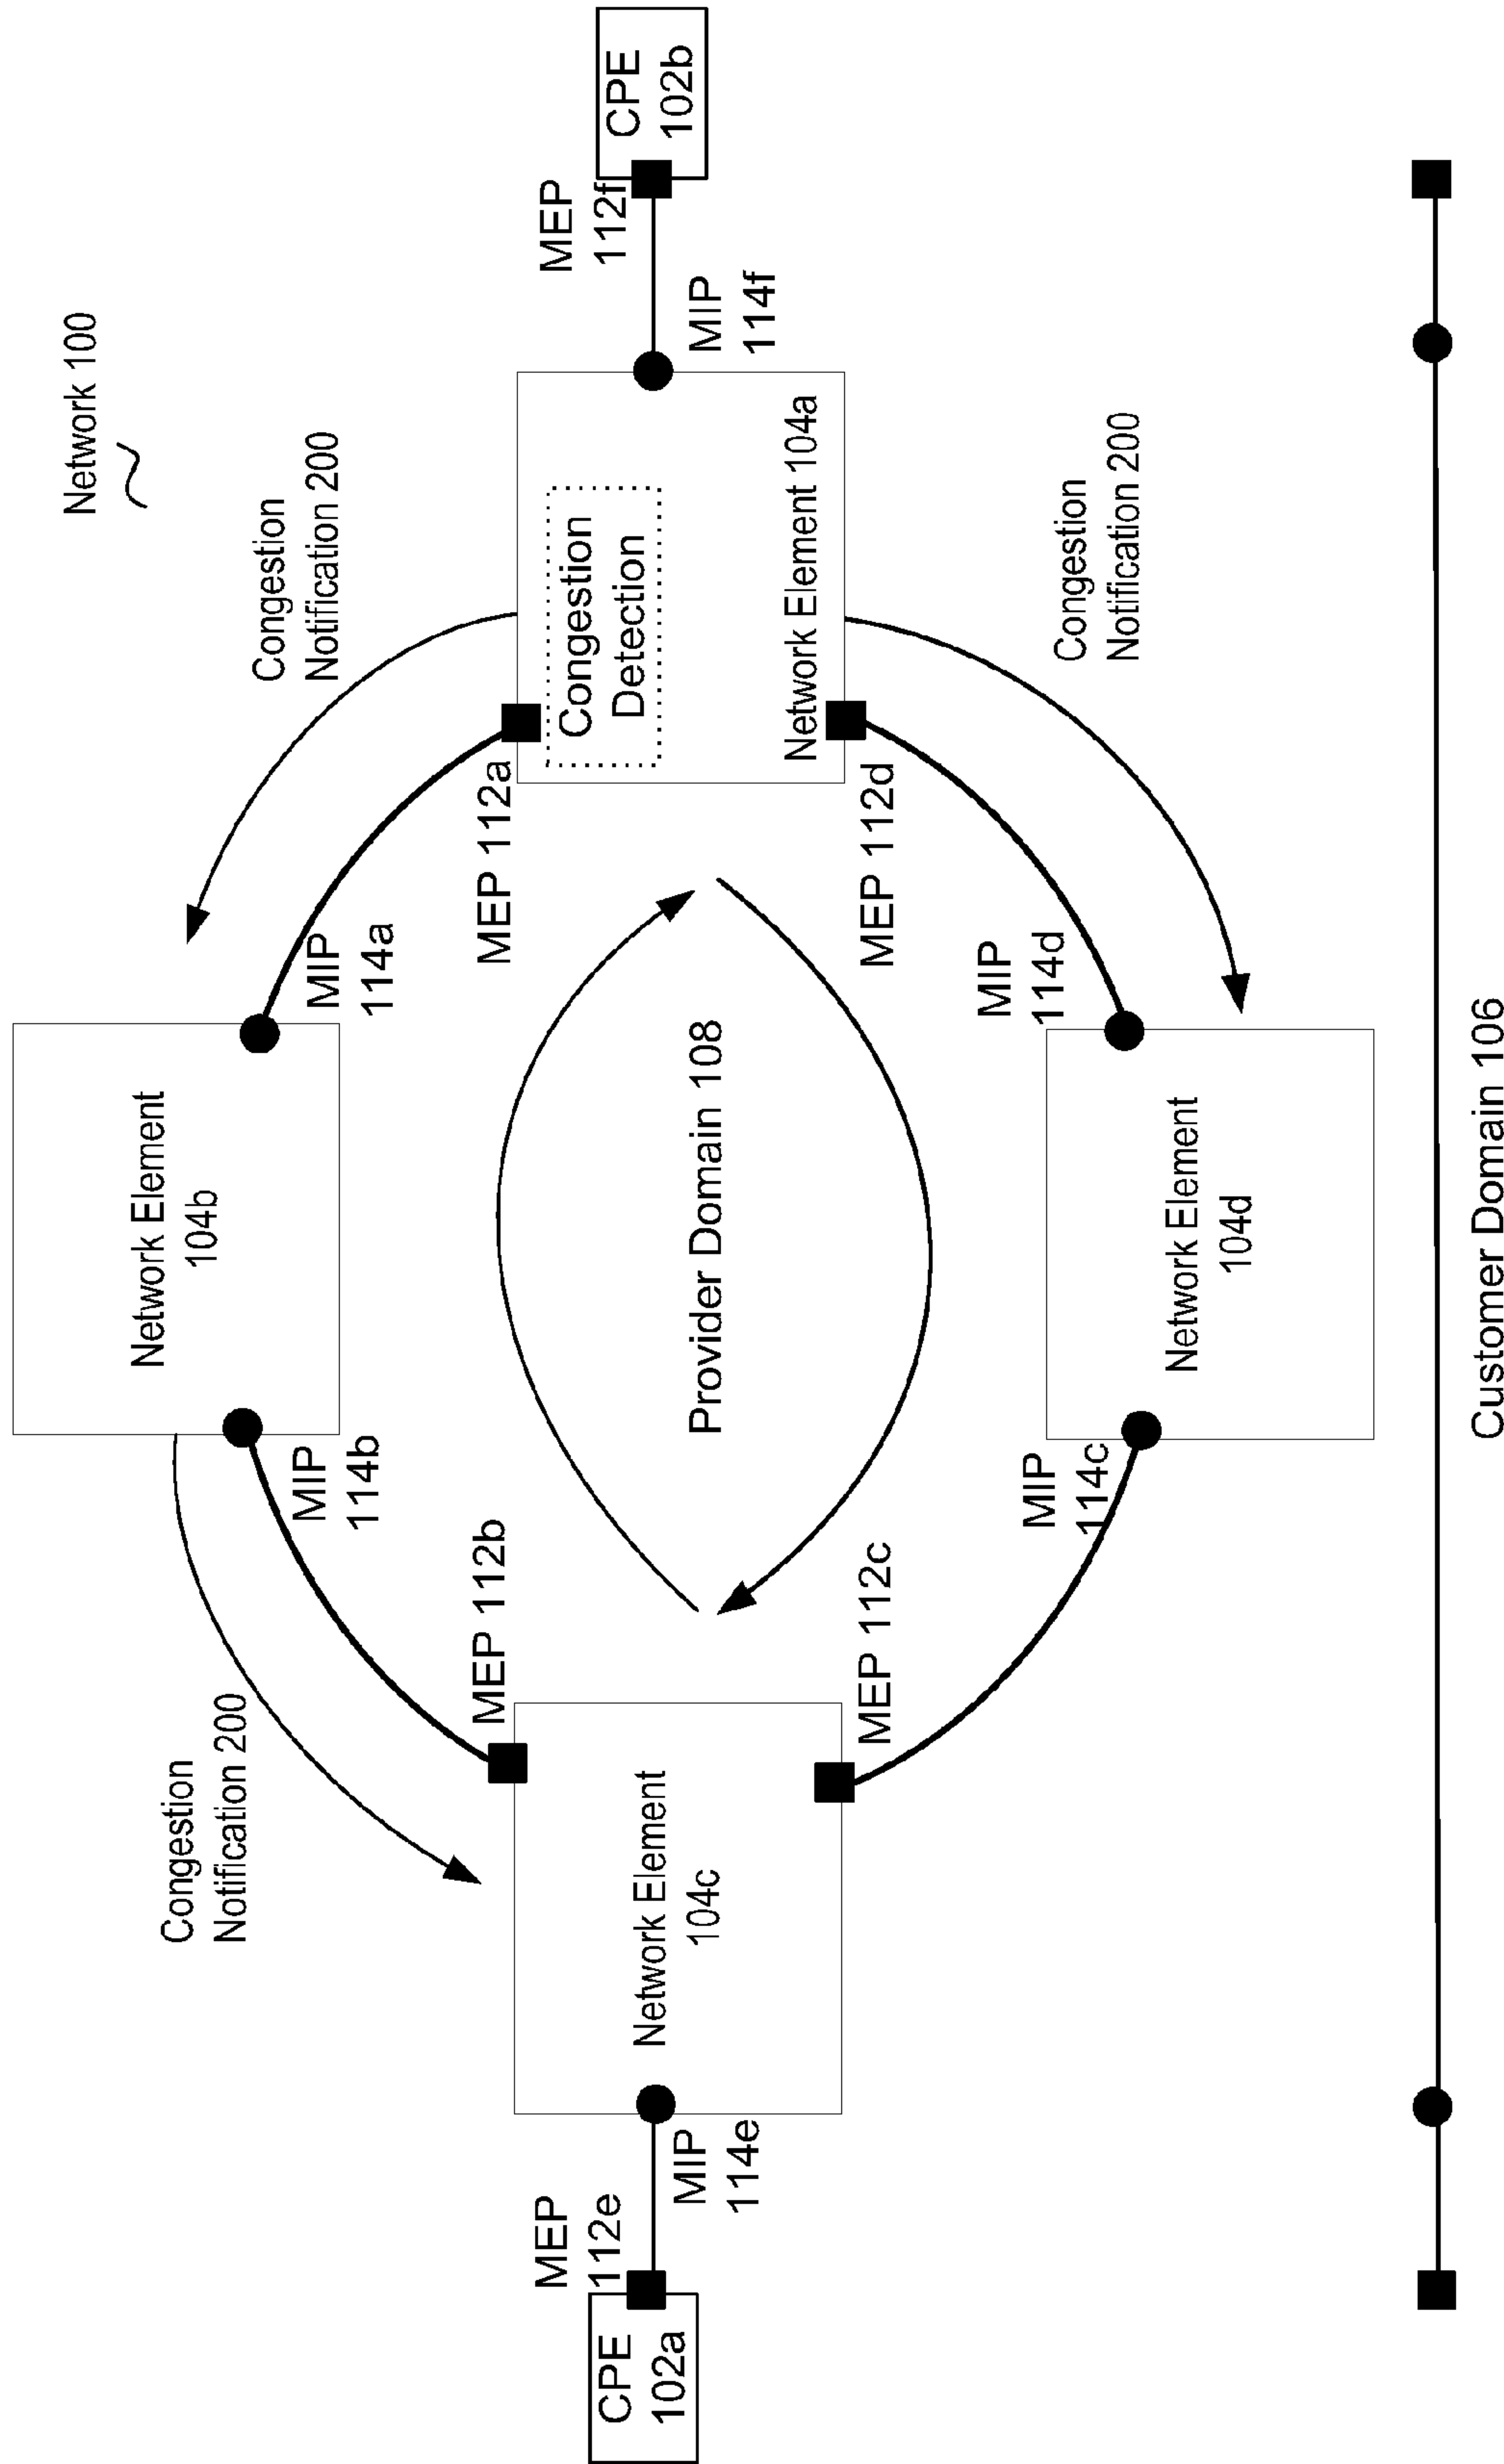 Network 100
Network Element
104b
Congestion
Notification 200
Congestion
Notification 200
MIP
114b
MIP
114a
MEP 112b
MEP 112a
MEP
112e
CPE
102a
MIP
114e
Network Element
104c
Provider Domain 108
Congestion
Detection
Network Element 104a
MEP
112f
CPE
102b
MIP
114f
MEP 112c
MEP 112d
MIP
114c
MIP
114d
Network Element
104d
Congestion
Notification 200
Customer Domain 106